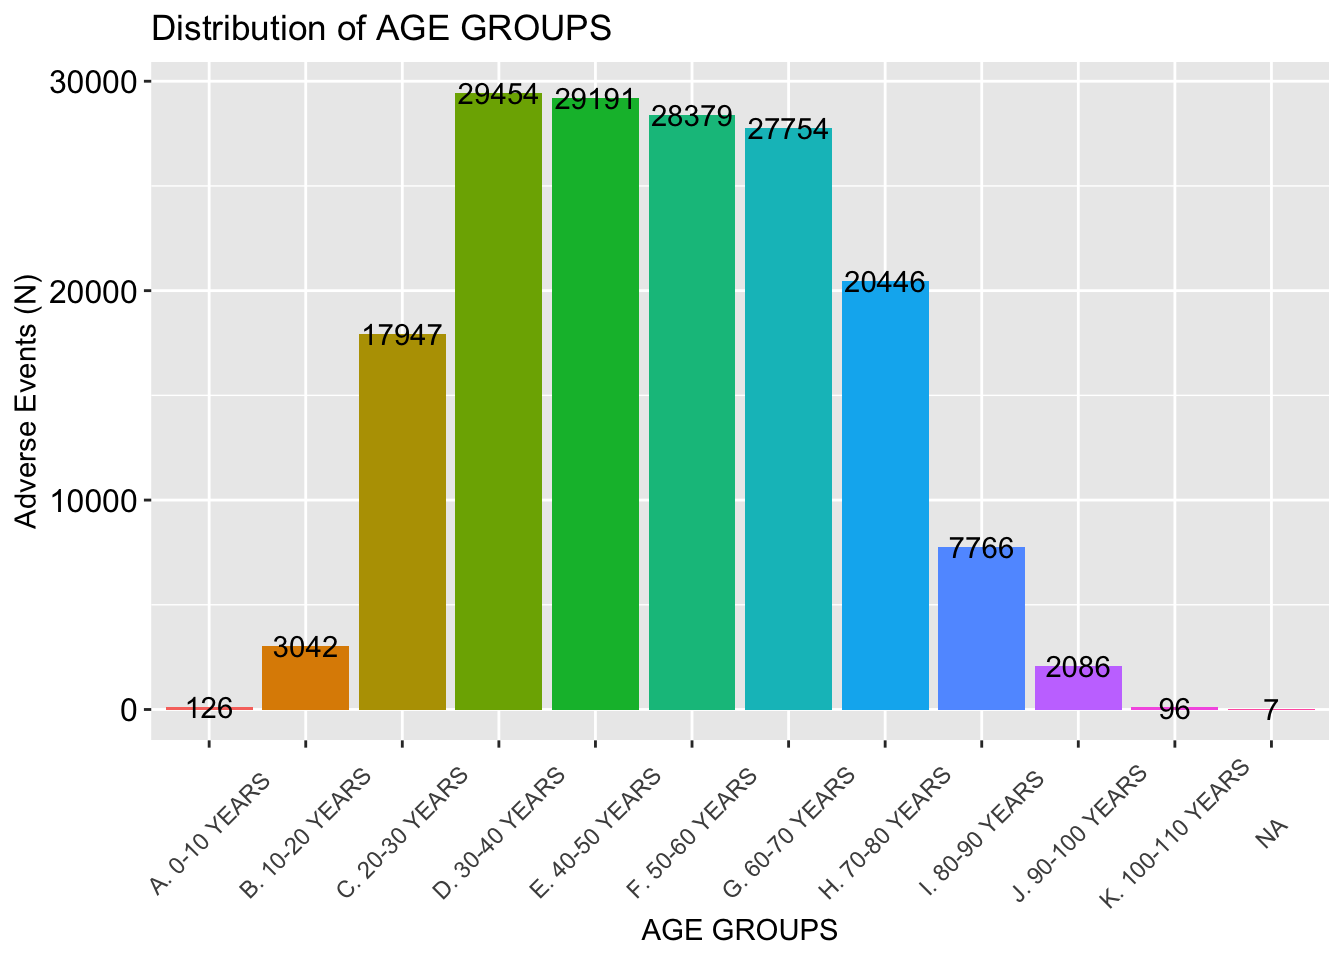 Distribution of AGE GROUPS
Adverse Events (N)
30000
20000
10000
0
126
3042
17947
29454
29191
28379
27754
20446
7766
2086
96
7
A. 0-10 YEARS
B. 10-20 YEARS
C. 20-30 YEARS
D. 30-40 YEARS
E. 40-50 YEARS
F. 50-60 YEARS
G. 60-70 YEARS
H. 70-80 YEARS
I. 80-90 YEARS
J. 90-100 YEARS
K. 100-110 YEARS
NA
AGE GROUPS